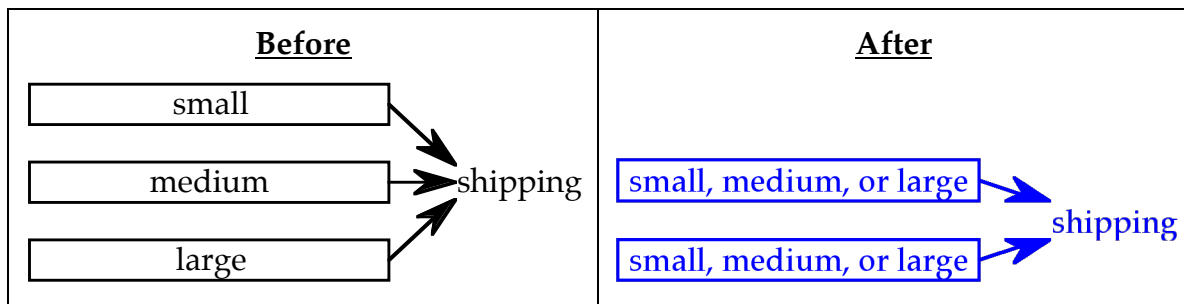 Before
small
medium
large
shipping
After
small, medium, or large
small, medium, or large
shipping